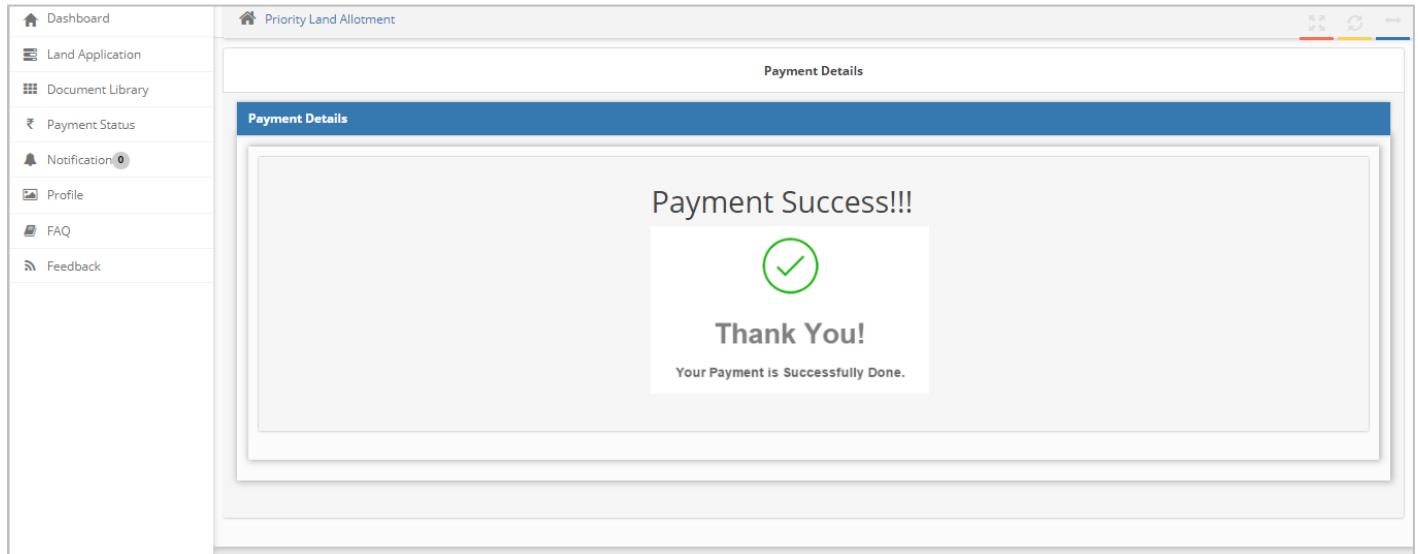 Dashboard
Land Application
Document Library
₹ Payment Status
Notification 0
Profile
FAQ
Feedback
Priority Land Allotment
Payment Details
Payment Details
Payment Success!!!
Thank You!
Your Payment is Successfully Done.